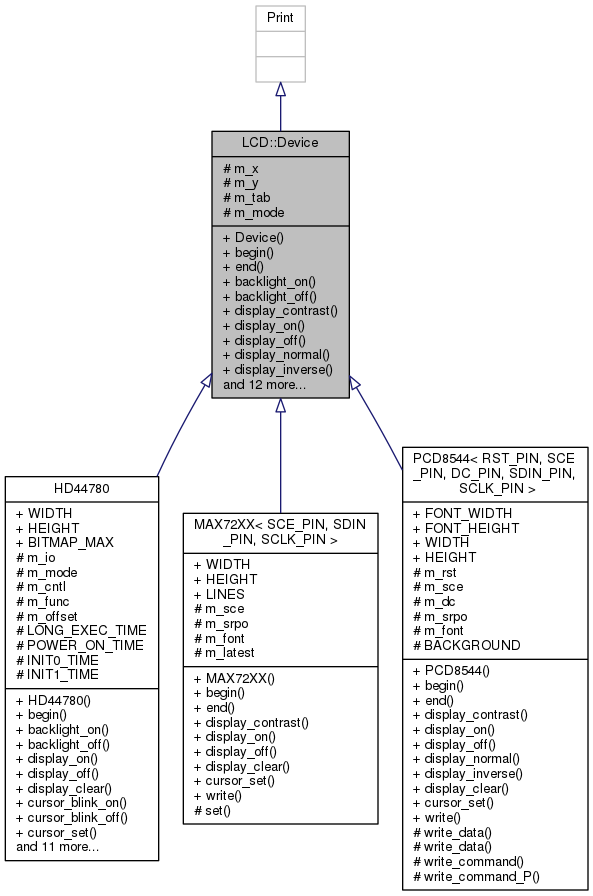 Print
LCD::Device
# m_x
# m_y
# m_tab
# m_mode
+ Device()
+ begin()
+ end()
+ backlight_on()
+ backlight_off()
+ display_contrast()
+ display_on()
+ display_off()
+ display_normal()
+ display_inverse()
and 12 more...
HD44780
+ WIDTH
+ HEIGHT
+ BITMAP_MAX
# m_io
# m_mode
# m_cntl
# m_func
# m_offset
# LONG_EXEC_TIME
# POWER_ON_TIME
# INIT0_TIME
# INIT1_TIME
+ HD44780()
+ begin()
+ backlight_on()
+ backlight_off()
+ display_on()
+ display_off()
+ display_clear()
+ cursor_blink_on()
+ cursor_blink_off()
+ cursor_set()
and 11 more...
MAX72XX< SCE_PIN, SDIN
_PIN, SCLK_PIN >
+ WIDTH
+ HEIGHT
+ LINES
# m_sce
# m_srpo
# m_font
# m_latest
+ MAX72XX()
+ begin()
+ end()
+ display_contrast()
+ display_on()
+ display_off()
+ display_clear()
+ cursor_set()
+ write()
# set()
PCD8544< RST_PIN, SCE
_PIN, DC_PIN, SDIN_PIN,
SCLK_PIN >
+ FONT_WIDTH
+ FONT_HEIGHT
+ WIDTH
+ HEIGHT
# m_rst
# m_sce
# m_dc
# m_srpo
# m_font
# BACKGROUND
+ PCD8544()
+ begin()
+ end()
+ display_contrast()
+ display_on()
+ display_off()
+ display_normal()
+ display_inverse()
+ display_clear()
+ cursor_set()
+ write()
# write_data()
# write_data()
# write_command()
# write_command_P()